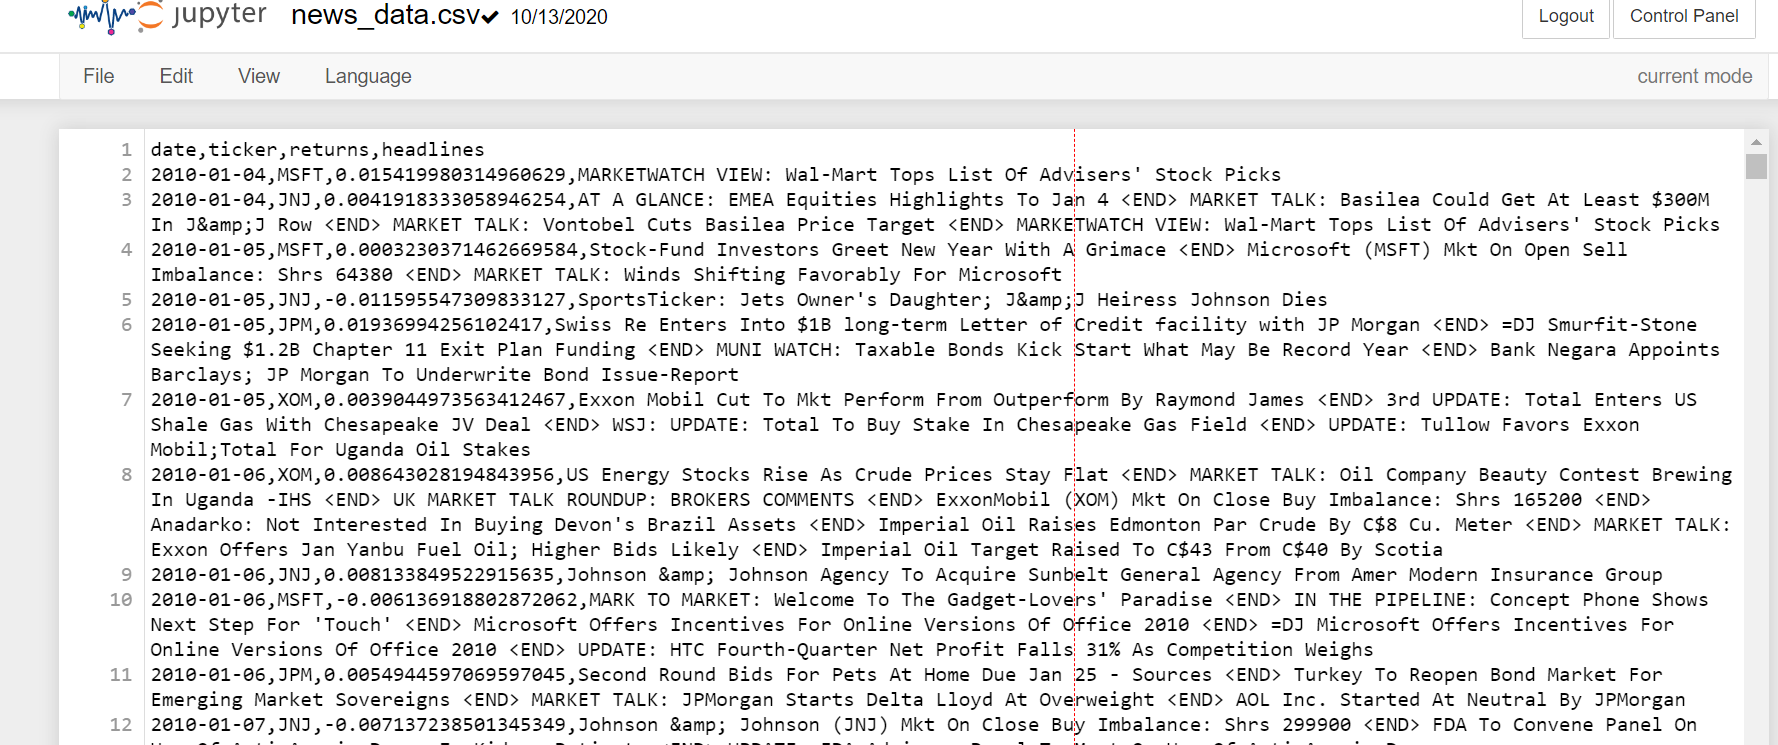 jupyter news_data.csv✔ 10/13/2020 Logout Control Panel
File Edit View Language current mode
1 date,ticker,returns,headlines
2 2010-01-04,MSFT,0.015419980314960629,MARKETWATCH VIEW: Wal-Mart Tops List Of Advisers' Stock Picks
3 2010-01-04,JNJ,0.0041918333058946254,AT A GLANCE: EMEA Equities Highlights To Jan 4 <END> MARKET TALK: Basilea Could Get At Least $300M
In J&amp;J Row <END> MARKET TALK: Vontobel Cuts Basilea Price Target <END> MARKETWATCH VIEW: Wal-Mart Tops List Of Advisers' Stock Picks
4 2010-01-05,MSFT,0.0003230371462669584,Stock-Fund Investors Greet New Year With A Grimace <END> Microsoft (MSFT) Mkt On Open Sell
Imbalance: Shrs 64380 <END> MARKET TALK: Winds Shifting Favorably For Microsoft
5 2010-01-05,JNJ,-0.011595547309833127,SportsTicker: Jets Owner's Daughter; J&amp;J Heiress Johnson Dies
6 2010-01-05,JPM,0.01936994256102417,Swiss Re Enters Into $1B long-term Letter of Credit facility with JP Morgan <END> =DJ Smurfit-Stone
Seeking $1.2B Chapter 11 Exit Plan Funding <END> MUNI WATCH: Taxable Bonds Kick Start What May Be Record Year <END> Bank Negara Appoints
Barclays; JP Morgan To Underwrite Bond Issue-Report
7 2010-01-05,XOM,0.0039044973563412467,Exxon Mobil Cut To Mkt Perform From Outperform By Raymond James <END> 3rd UPDATE: Total Enters US
Shale Gas With Chesapeake JV Deal <END> WSJ: UPDATE: Total To Buy Stake In Chesapeake Gas Field <END> UPDATE: Tullow Favors Exxon
Mobil;Total For Uganda Oil Stakes
8 2010-01-06,XOM,0.008643028194843956,US Energy Stocks Rise As Crude Prices Stay Flat <END> MARKET TALK: Oil Company Beauty Contest Brewing
In Uganda -IHS <END> UK MARKET TALK ROUNDUP: BROKERS COMMENTS <END> ExxonMobil (XOM) Mkt On Close Buy Imbalance: Shrs 165200 <END>
Anadarko: Not Interested In Buying Devon's Brazil Assets <END> Imperial Oil Raises Edmonton Par Crude By C$8 Cu. Meter <END> MARKET TALK:
Exxon Offers Jan Yanbu Fuel Oil; Higher Bids Likely <END> Imperial Oil Target Raised To C$43 From C$40 By Scotia
9 2010-01-06,JNJ,0.008133849522915635,Johnson &amp; Johnson Agency To Acquire Sunbelt General Agency From Amer Modern Insurance Group
10 2010-01-06,MSFT,-0.006136918802872062,MARK TO MARKET: Welcome To The Gadget-Lovers' Paradise <END> IN THE PIPELINE: Concept Phone Shows
Next Step For 'Touch' <END> Microsoft Offers Incentives For Online Versions Of Office 2010 <END> =DJ Microsoft Offers Incentives For
Online Versions Of Office 2010 <END> UPDATE: HTC Fourth-Quarter Net Profit Falls 31% As Competition Weighs
11 2010-01-06,JPM,0.0054944597069597045,Second Round Bids For Pets At Home Due Jan 25 - Sources <END> Turkey To Reopen Bond Market For
Emerging Market Sovereigns <END> MARKET TALK: JPMorgan Starts Delta Lloyd At Overweight <END> AOL Inc. Started At Neutral By JPMorgan
12 2010-01-07,JNJ,-0.007137238501345349,Johnson &amp; Johnson (JNJ) Mkt On Close Buy Imbalance: Shrs 299900 <END> FDA To Convene Panel On